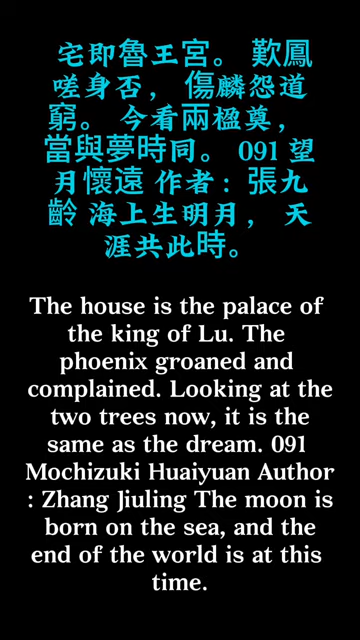 宅即魯王宮。 歎鳳
嗟身否， 傷麟怨道
窮。 今看兩楹奠，
當與夢時同。 091 望
月懷遠 作者： 張九
齡 海上生明月， 天
涯共此時。
The house is the palace of
the king of Lu. The
phoenix groaned and
complained. Looking at the
two trees now, it is the
same as the dream. 091
Mochizuki Huaiyuan Author
: Zhang Jiuling The moon is
born on the sea, and the
end of the world is at this
time.